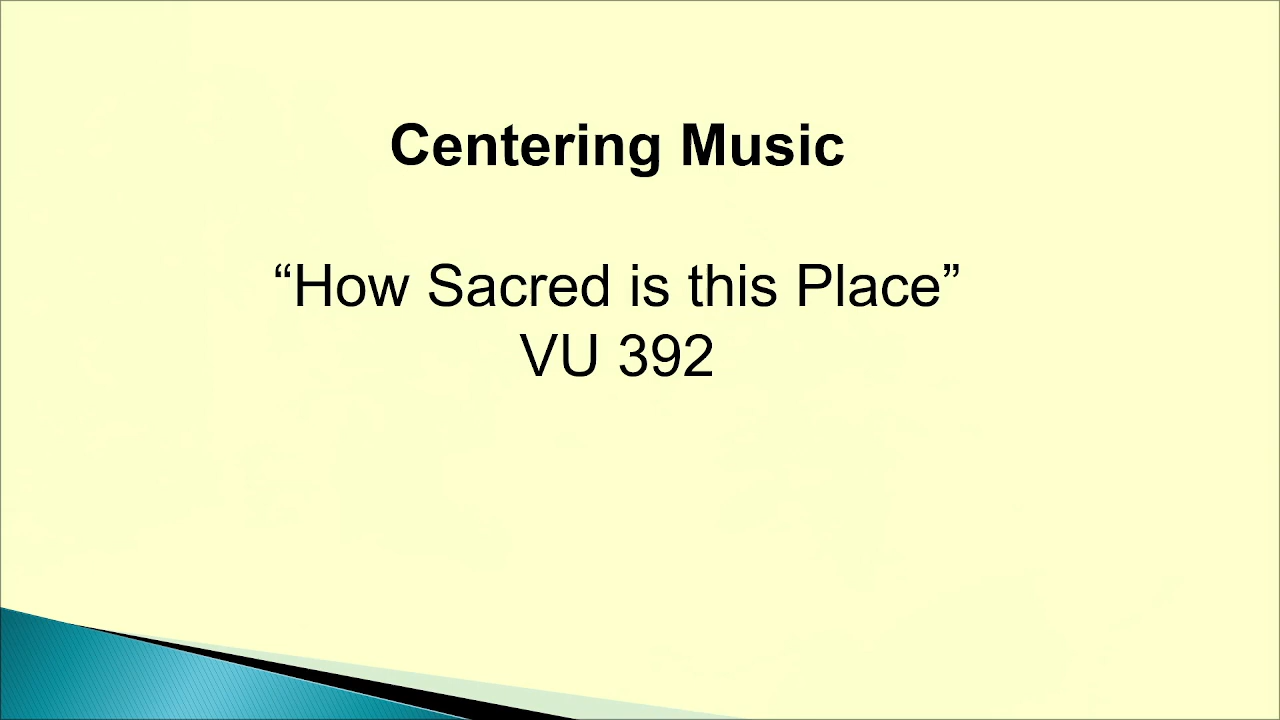 Centering Music
“How Sacred is this Place”
VU 392